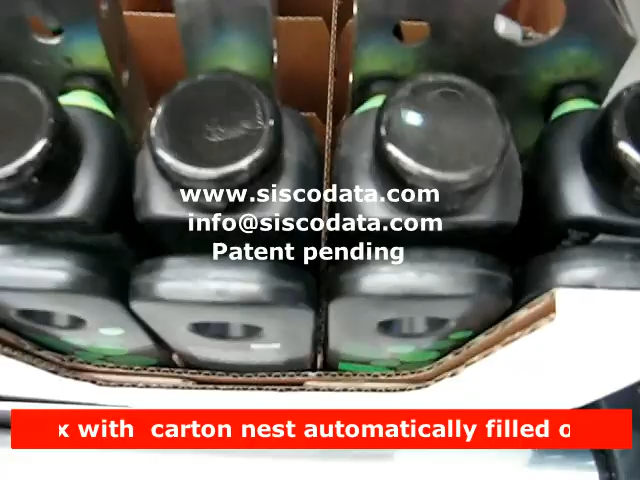 www.siscodata.com
info@siscodata.com
Patent pending
x with carton nest automatically filled o